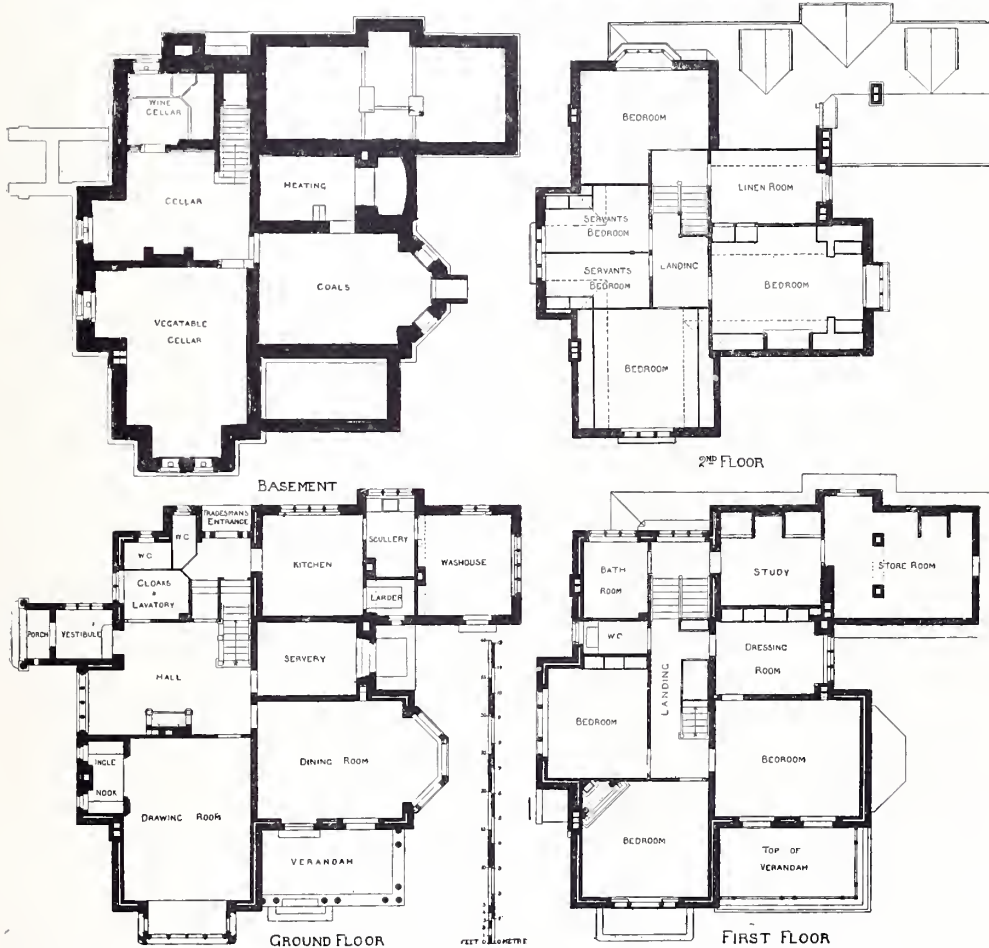 WINE
CELLAR
CELLAR
HEATING
COALS
VEGATABLE
CELLAR
BASEMENT
BEDROOM
LINEN ROOM
SERVANTS
BEDROOM
SERVANTS
BEDROOM
LANDING
BEDROOM
BEDROOM
2ND FLOOR
TRADESMANS
ENTRANCE
W.C
W.C
CLOAKS
&
LAVATORY
KITCHEN
SCULLERY
WASHOUSE
LARDER
PORCH
VESTIBULE
HALL
SERVERY
INGLE
NOOK
DINING ROOM
DRAWING ROOM
VERANDAH
GROUND FLOOR
FEET
METRE
BATH
ROOM
STUDY
STORE ROOM
W.C
DRESSING
ROOM
LANDING
BEDROOM
BEDROOM
BEDROOM
TOP OF
VERANDAH
FIRST FLOOR